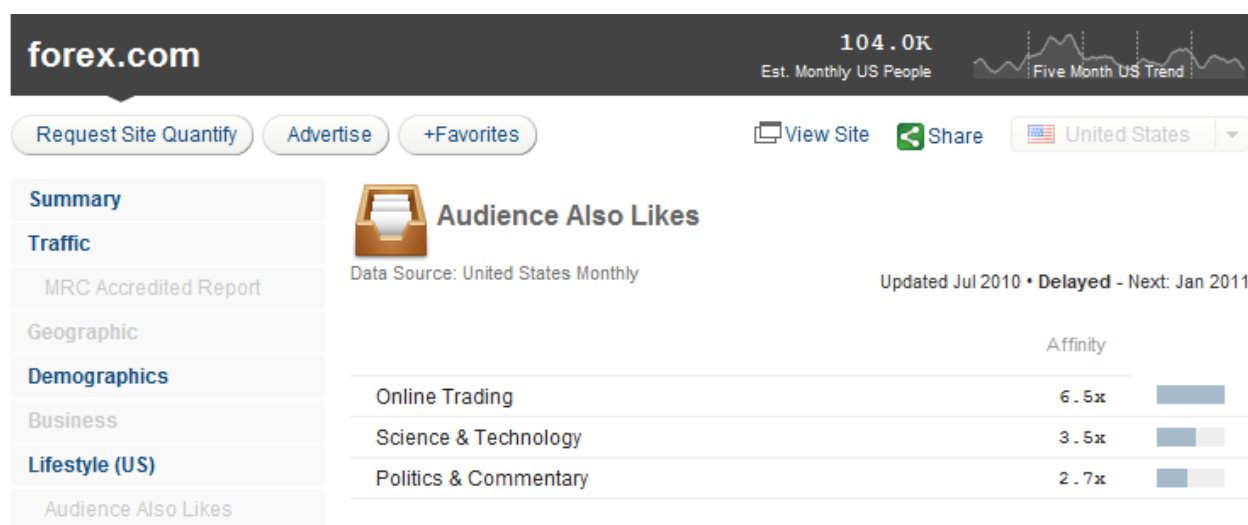 forex.com
104.0K
Est. Monthly US People
Five Month US Trend
Request Site Quantify Advertise +Favorites View Site Share United States
Summary
Traffic
MRC Accredited Report
Geographic
Demographics
Business
Lifestyle (US)
Audience Also Likes
Audience Also Likes
Data Source: United States Monthly
Updated Jul 2010 • Delayed - Next: Jan 2011
Affinity
Online Trading 6.5x
Science & Technology 3.5x
Politics & Commentary 2.7x